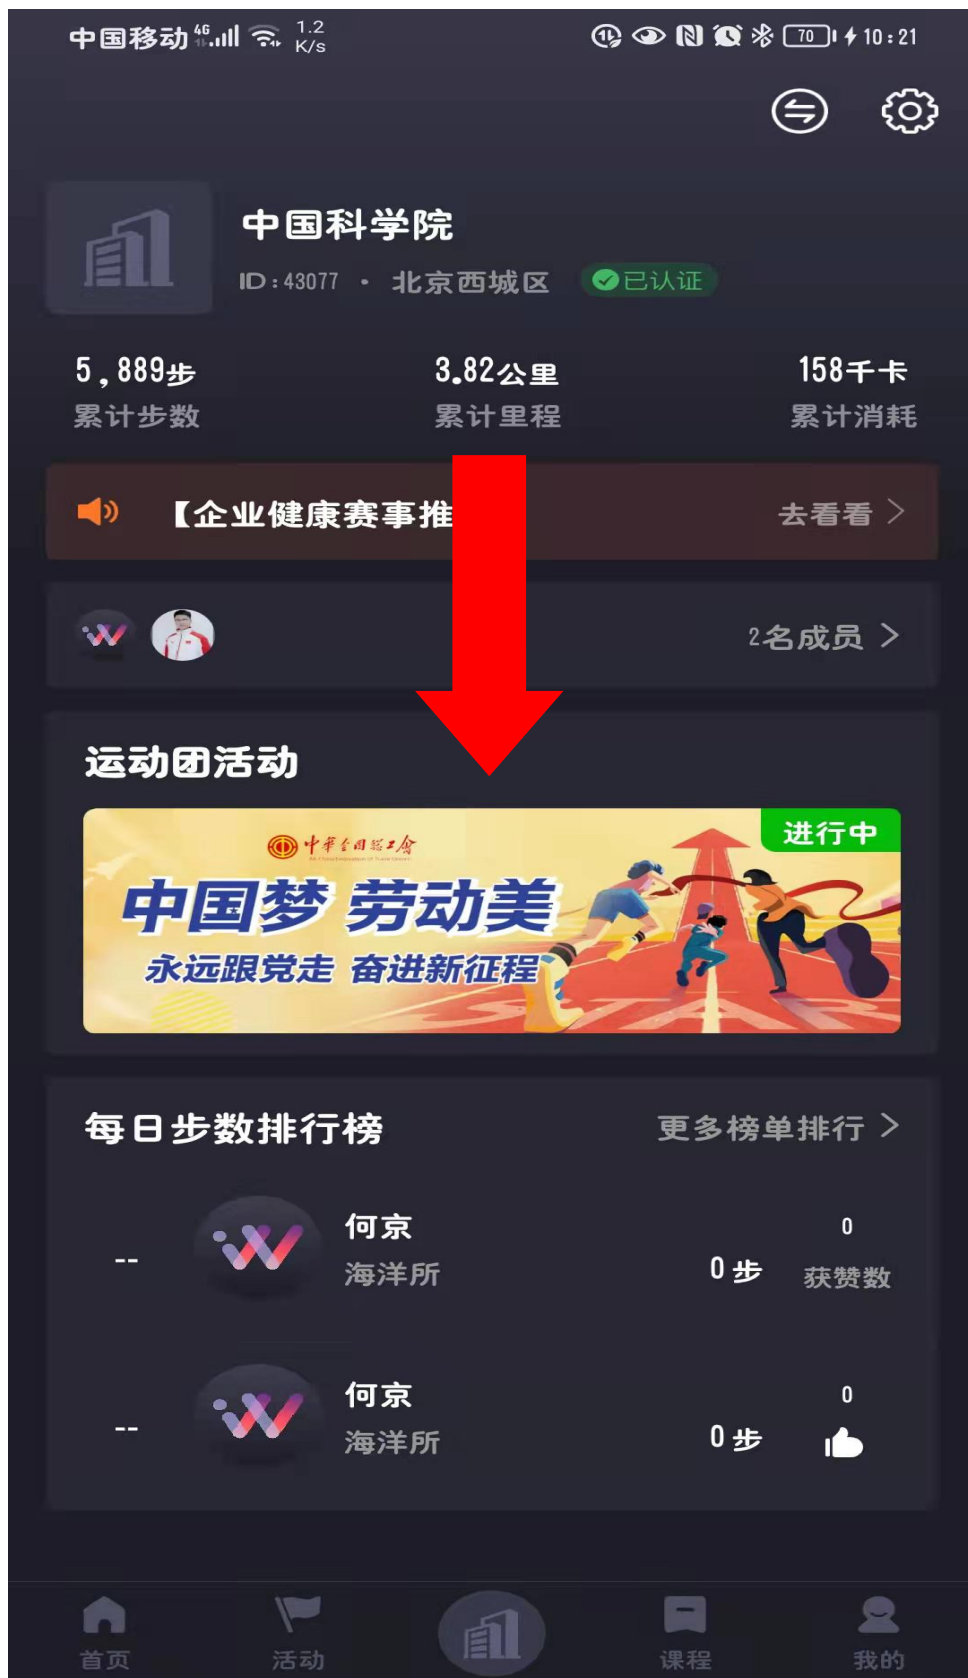 中国移动 4G 1.2 K/s 70 10:21
中国科学院
ID:43077 · 北京西城区 已认证
5,889步 3.82公里 158千卡
累计步数 累计里程 累计消耗
【企业健康赛事推 去看看 >
2名成员 >
运动团活动
进行中
中华全国总工会
中国梦 劳动美
永远跟党走 奋进新征程
START
每日步数排行榜 更多榜单排行 >
何京 0
-- 海洋所 0步 获赞数
何京 0
-- 海洋所 0步
首页 活动 课程 我的